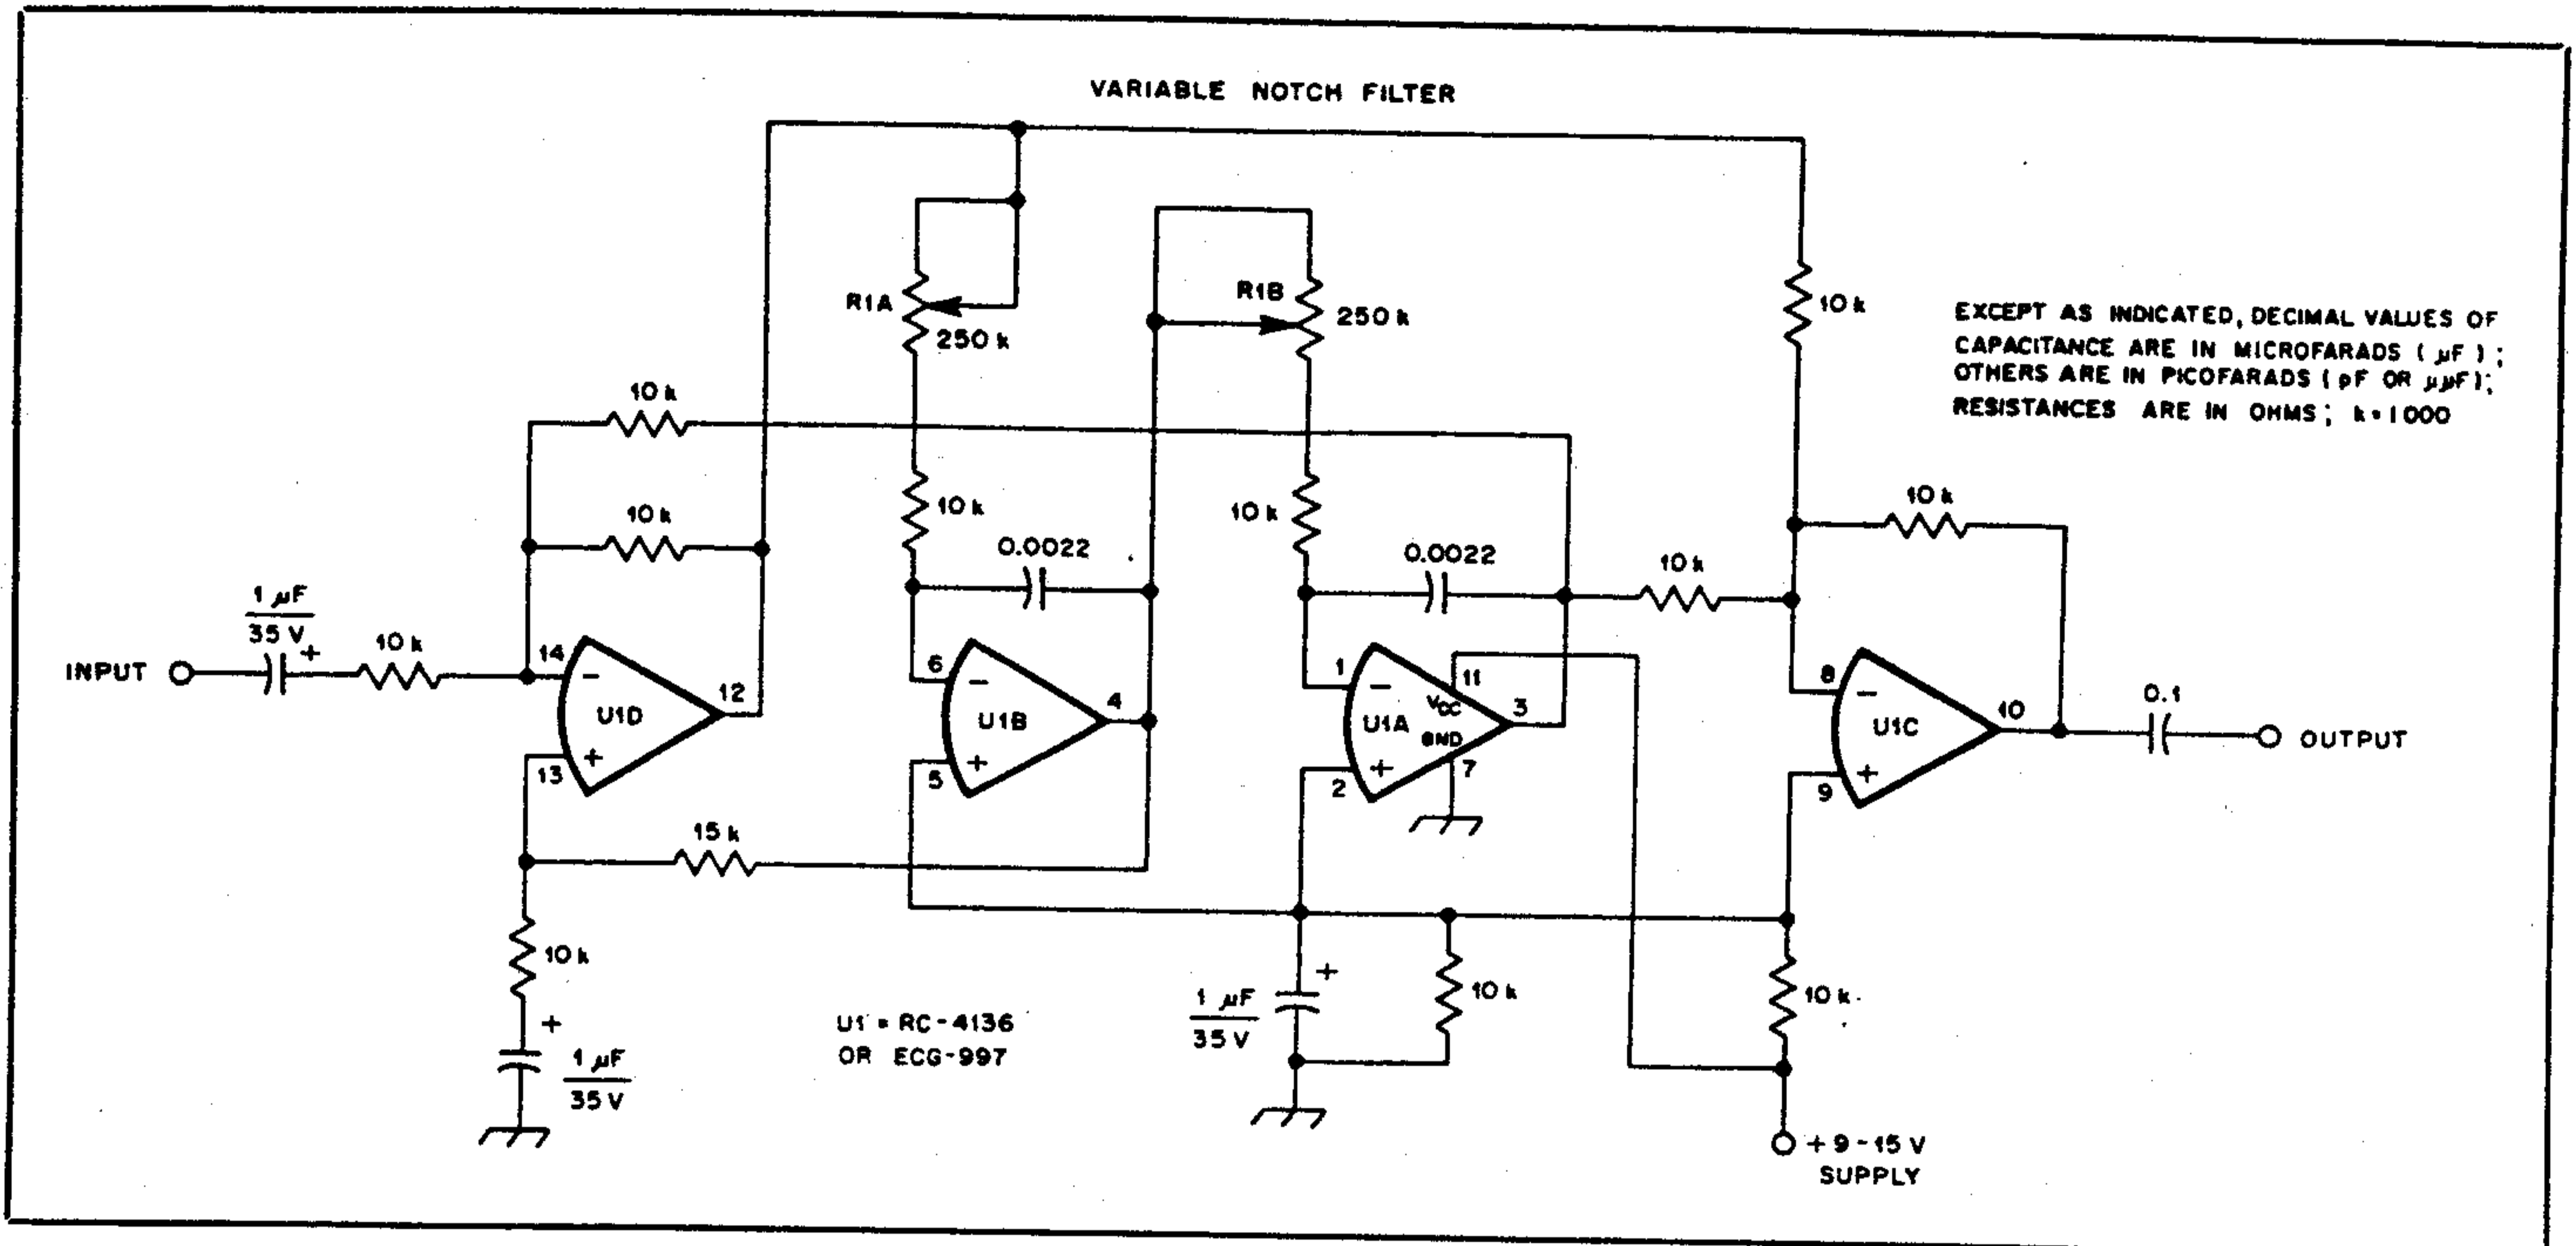 VARIABLE NOTCH FILTER
R1A
250 k
R1B
250 k
10 k
EXCEPT AS INDICATED, DECIMAL VALUES OF
CAPACITANCE ARE IN MICROFARADS ( µF ) ;
OTHERS ARE IN PICOFARADS ( pF OR µµF);
RESISTANCES ARE IN OHMS; k=1000
10 k
10 k
10 k
10 k
10 k
0.0022
0.0022
10 k
10 k
INPUT
1 µF
35 V
+
10 k
14
-
U1D
12
+
13
6
-
U1B
4
+
5
1
-
U1A
VCC
11
GND
7
3
+
2
8
-
U1C
10
+
9
0.1
OUTPUT
15 k
10 k
+
1 µF
35 V
U1 = RC-4136
OR ECG-997
1 µF
35 V
+
10 k
10 k
+ 9 - 15 V
SUPPLY